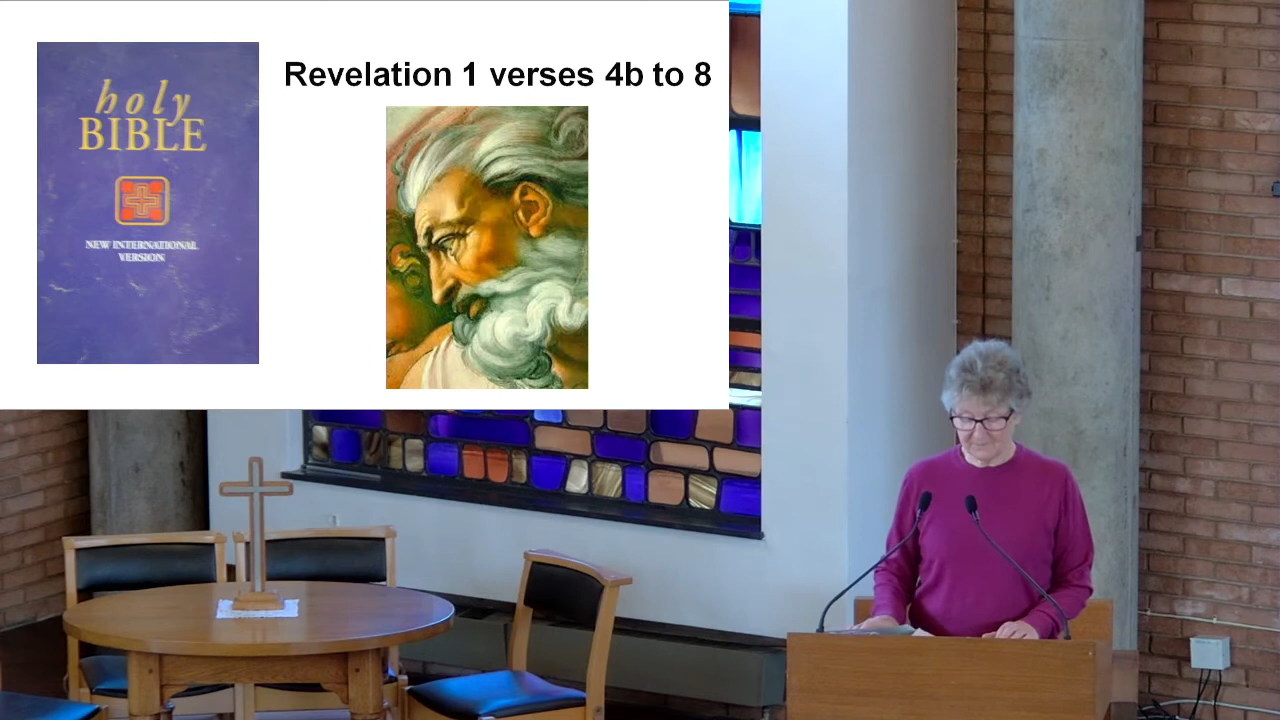 holy
BIBLE
NEW INTERNATIONAL
VERSION
Revelation 1 verses 4b to 8